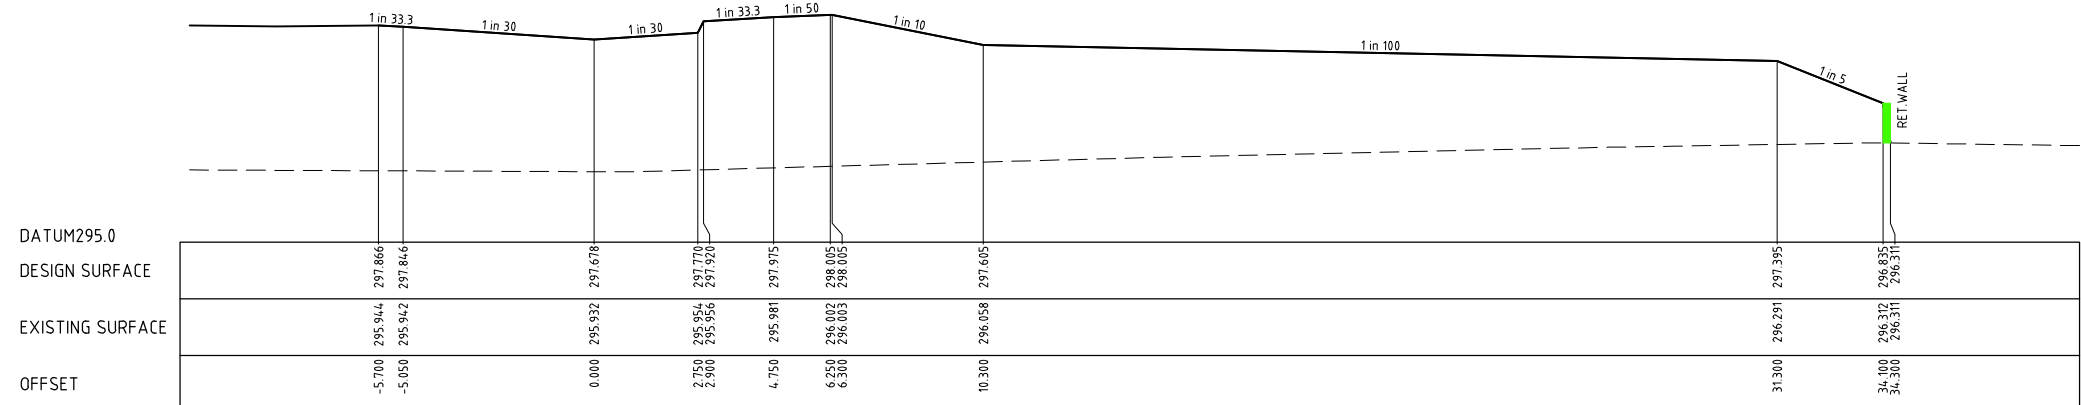 1 in 33.3
1 in 30
1 in 30
1 in 33.3
1 in 50
1 in 10
1 in 100
1 in 5
RET.WALL
DATUM295.0
DESIGN SURFACE
297.866 297.846 297.678 297.770 297.920 297.975 298.005 298.005 297.605 297.395 296.835 296.311
EXISTING SURFACE
295.944 295.942 295.932 295.954 295.956 295.981 296.002 296.003 296.058 296.291 296.312 296.311
OFFSET
-5.700 -5.050 0.000 2.750 2.900 4.750 6.250 6.300 10.300 31.300 34.100 34.300